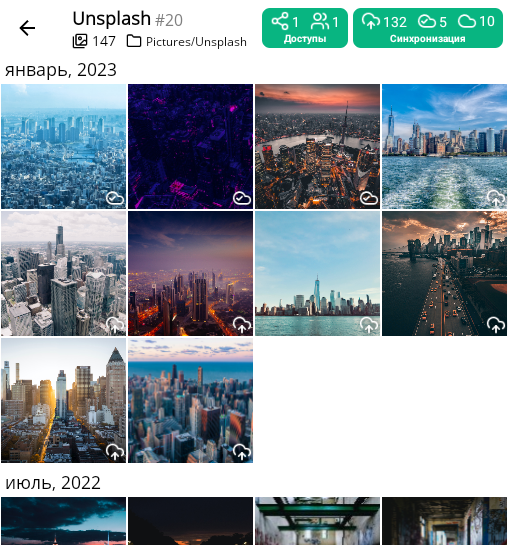 Unsplash #20
147 Pictures/Unsplash
1 1
Доступы
132 5 10
Синхронизация
январь, 2023
июль, 2022